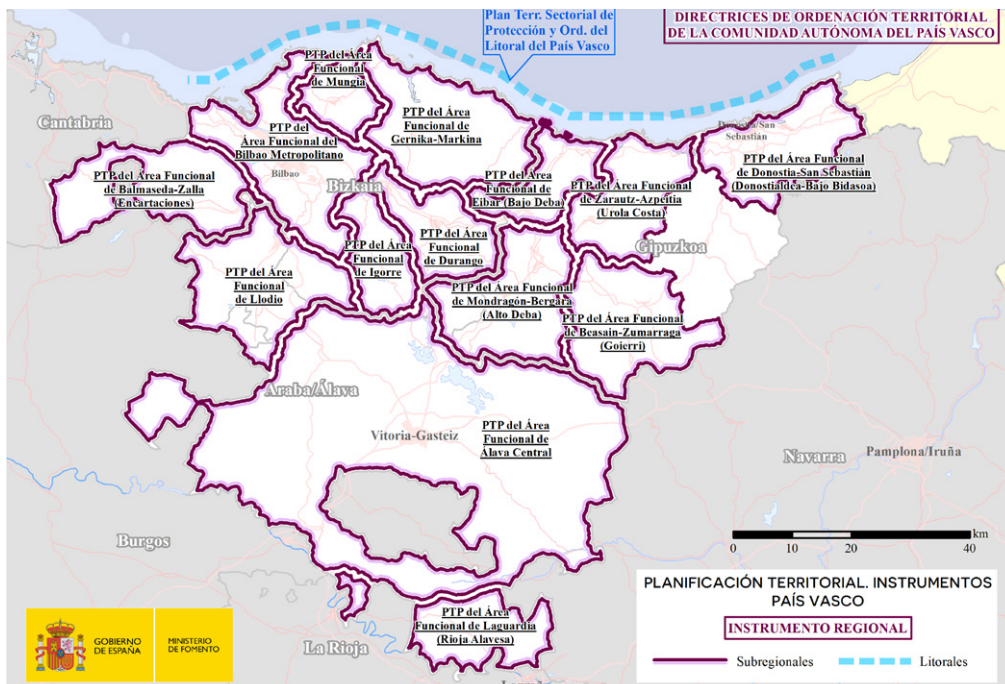 Plan Terr. Sectorial de
Protección y Ord. del
Litoral del País Vasco
DIRECTRICES DE ORDENACIÓN TERRITORIAL
DE LA COMUNIDAD AUTÓNOMA DEL PAÍS VASCO
PTP del Área
Funcional
de Mungia
Cantabria
PTP del Área
Funcional de
Gernika-Markina
PTP del
Área Funcional del
Bilbao Metropolitano
Bilbao
Bizkaia
Donostia/San
Sebastián
PTP del Área Funcional
de Donostia-San Sebastián
(Donostialdea-Bajo Bidasoa)
PTP del Área Funcional
de Balmaseda-Zalla
(Encartaciones)
PTP del Área
Funcional de
Eibar (Bajo Deba)
PTP del Área Funcional
de Zarautz-Azpeitia
(Urola Costa)
Gipuzkoa
PTP del Área
Funcional
de Igorre
PTP del Área
Funcional
de Durango
PTP del Área
Funcional
de Llodio
PTP del Área Funcional
de Mondragón-Bergara
(Alto Deba)
PTP del Área Funcional
de Beasain-Zumarraga
(Goierri)
Araba/Álava
Vitoria-Gasteiz
PTP del Área
Funcional de
Álava Central
Navarra
Pamplona/Iruña
Burgos
km
0 10 20 40
PTP del Área
Funcional de Laguardia
(Rioja Alavesa)
La Rioja
GOBIERNO
DE ESPAÑA
MINISTERIO
DE FOMENTO
PLANIFICACIÓN TERRITORIAL. INSTRUMENTOS
PAÍS VASCO
INSTRUMENTO REGIONAL
Subregionales
Litorales